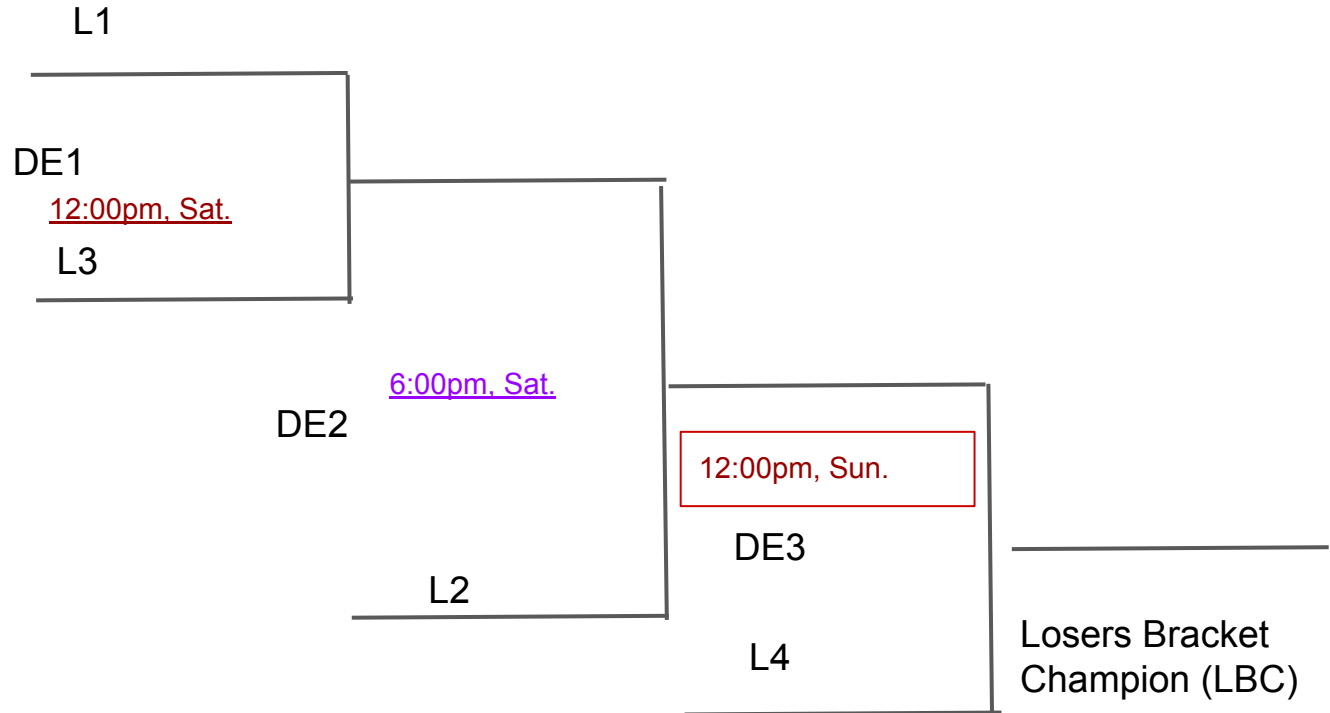 L1
DE1
12:00pm, Sat.
L3
6:00pm, Sat.
DE2
12:00pm, Sun.
DE3
L2
L4
Losers Bracket
Champion (LBC)